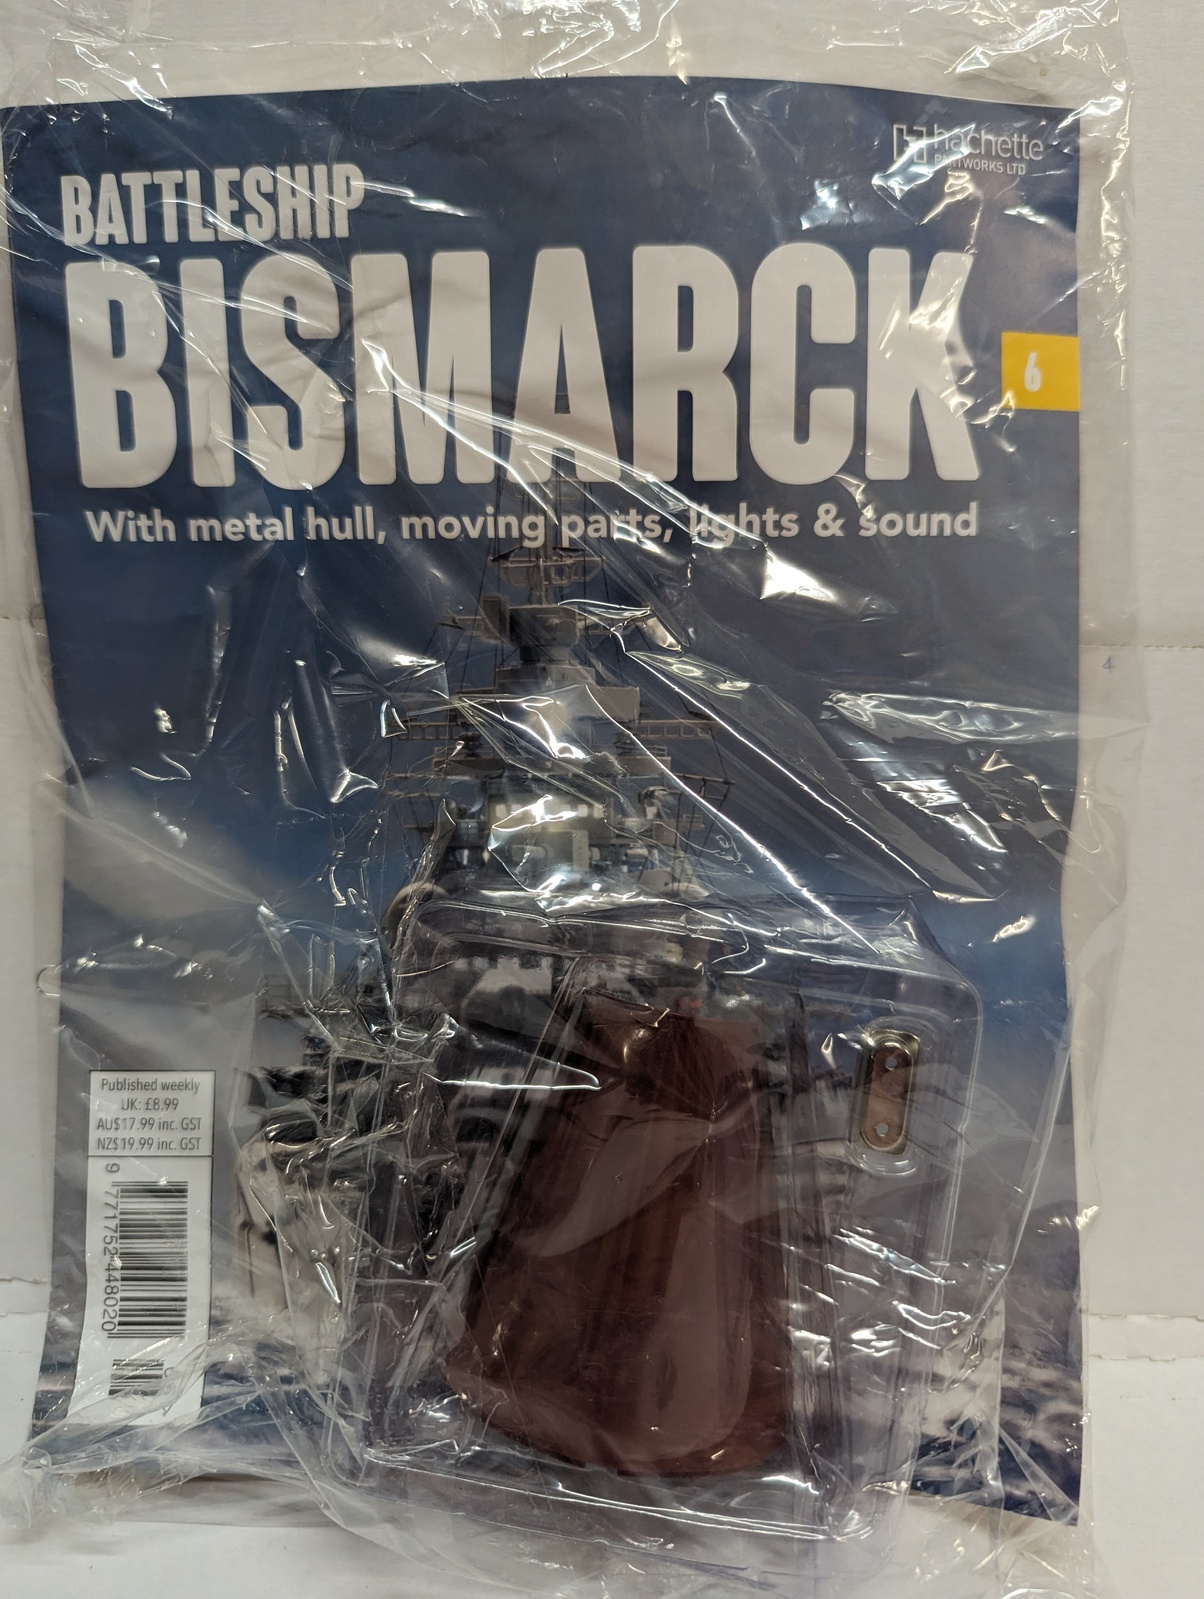 hachette
PARTWORKS LTD
BATTLESHIP
BISMARCK
6
With metal hull, moving parts, lights & sound
Published weekly
UK: £8.99
AU$17.99 inc. GST
NZ$19.99 inc. GST
9 771752 448020